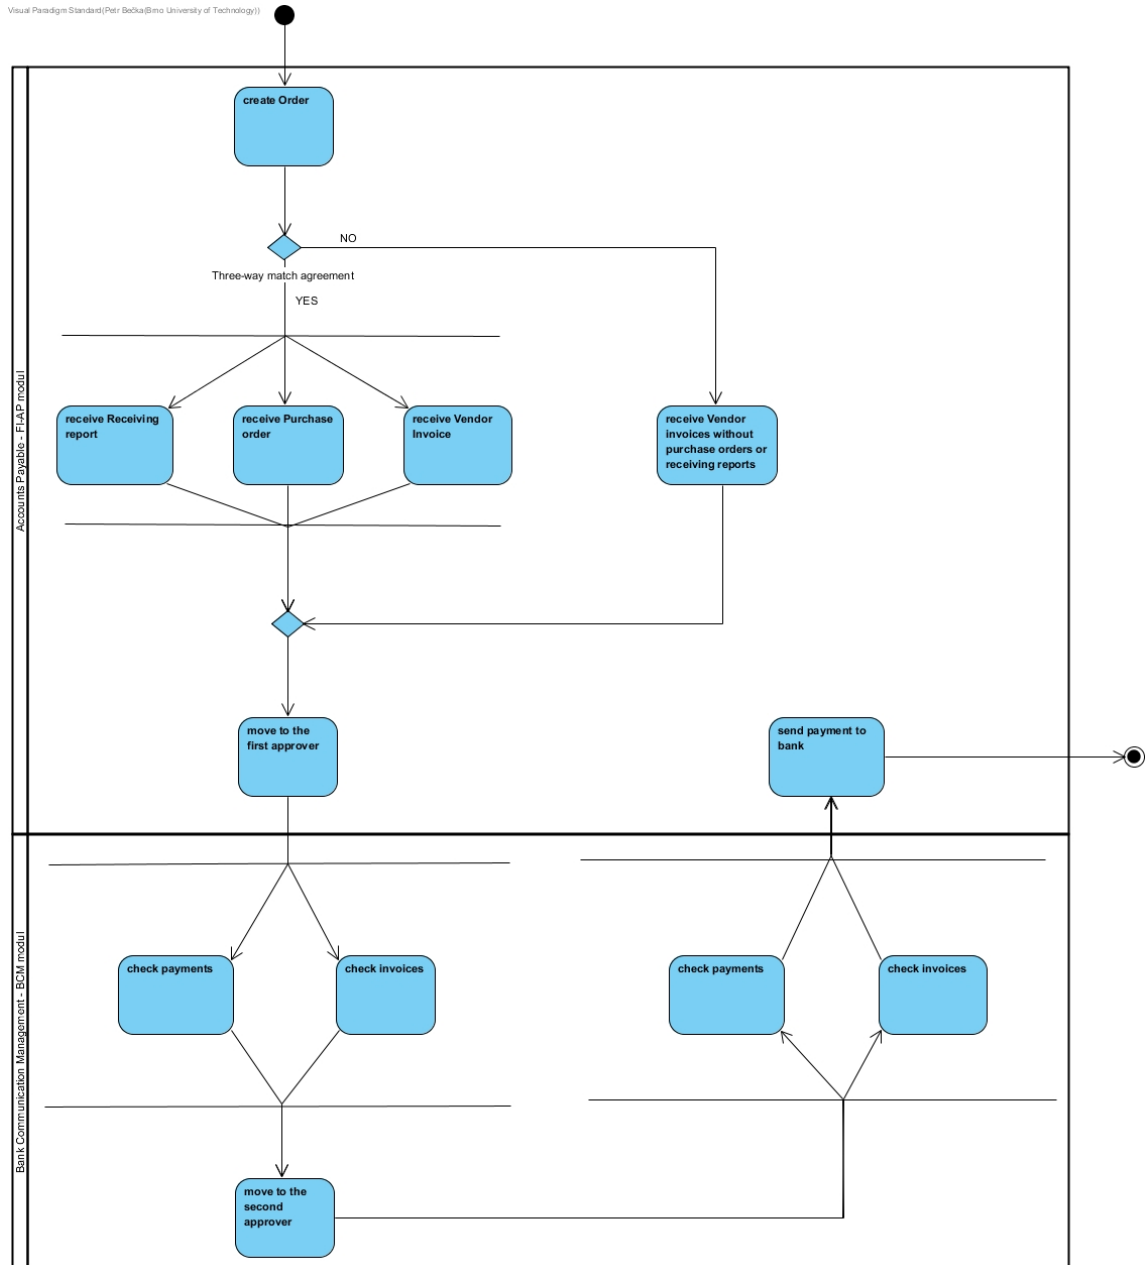 Visual Paradigm Standard(Petr Bečka(Brno University of Technology))
create Order
NO
Three-way match agreement
YES
Accounts Payable - FI-AP modul
receive Receiving
report
receive Purchase
order
receive Vendor
Invoice
receive Vendor
invoices without
purchase orders or
receiving reports
move to the
first approver
send payment to
bank
Bank Communication Management - BCM modul
check payments
check invoices
check payments
check invoices
move to the
second
approver